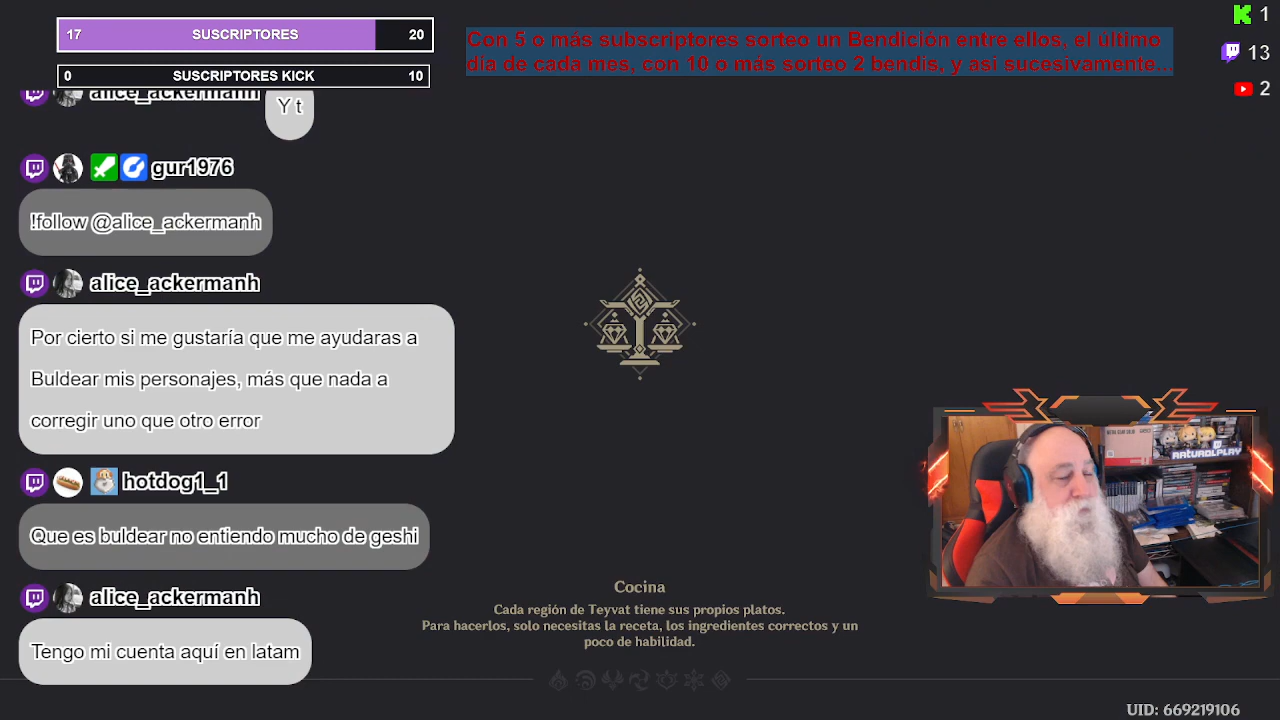 17 SUSCRIPTORES 20
0 SUSCRIPTORES KICK 10
Con 5 o más subscriptores sorteo un Bendición entre ellos, el último
dia de cada mes, con 10 o más sorteo 2 bendis, y asi sucesivamente...
1
13
2
alice_ackermanh
Y t
gur1976
!follow @alice_ackermanh
alice_ackermanh
Por cierto si me gustaría que me ayudaras a
Buldear mis personajes, más que nada a
corregir uno que otro error
hotdog1_1
Que es buldear no entiendo mucho de geshi
alice_ackermanh
Tengo mi cuenta aquí en latam
Cocina
Cada región de Teyvat tiene sus propios platos.
Para hacerlos, solo necesitas la receta, los ingredientes correctos y un
poco de habilidad.
NATUROLPLAY
UID: 669219106